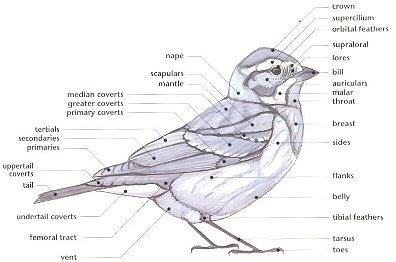 crown
supercilium
orbital feathers
supraloral
lores
bill
auriculars
malar
throat
breast
sides
flanks
belly
tibial feathers
tarsus
toes
nape
scapulars
mantle
median coverts
greater coverts
primary coverts
tertials
secondaries
primaries
uppertail
coverts
tail
undertail coverts
femoral tract
vent